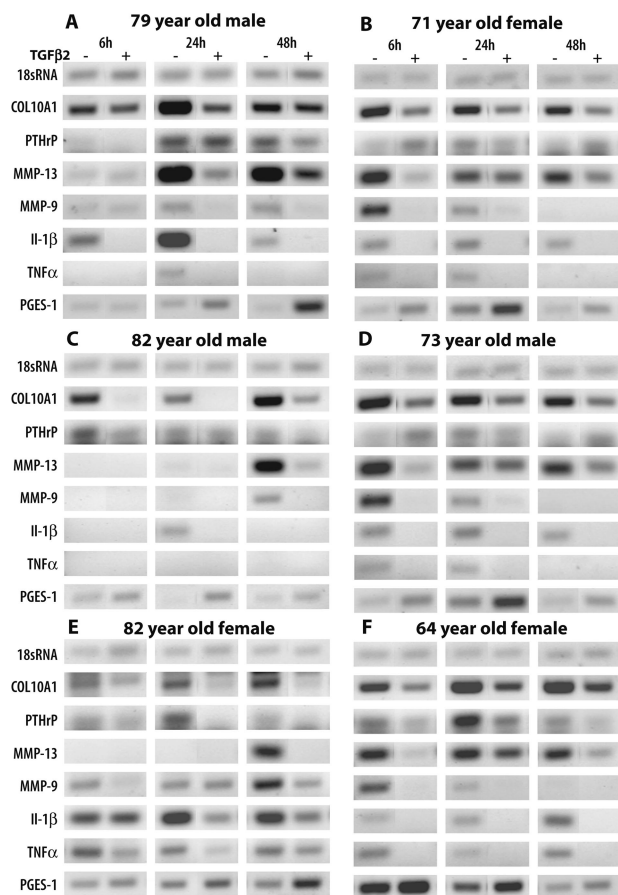 A 79 year old male
6h 24h 48h
TGFβ2 - + - + - +
18sRNA
COL10A1
PTHrP
MMP-13
MMP-9
Il-1β
TNFα
PGES-1
B 71 year old female
6h 24h 48h
- + - + - +
C 82 year old male
18sRNA
COL10A1
PTHrP
MMP-13
MMP-9
Il-1β
TNFα
PGES-1
D 73 year old male
E 82 year old female
18sRNA
COL10A1
PTHrP
MMP-13
MMP-9
Il-1β
TNFα
PGES-1
F 64 year old female